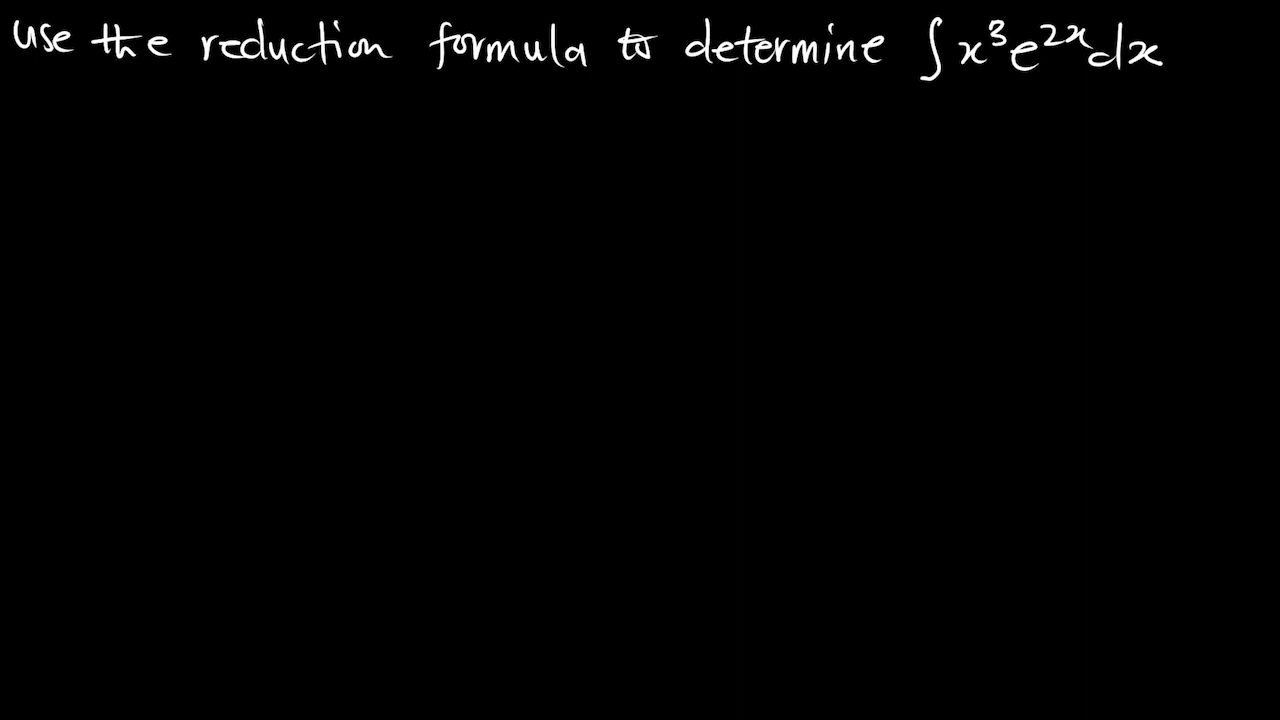 use the reduction formula to determine ∫x³e²ˣdx